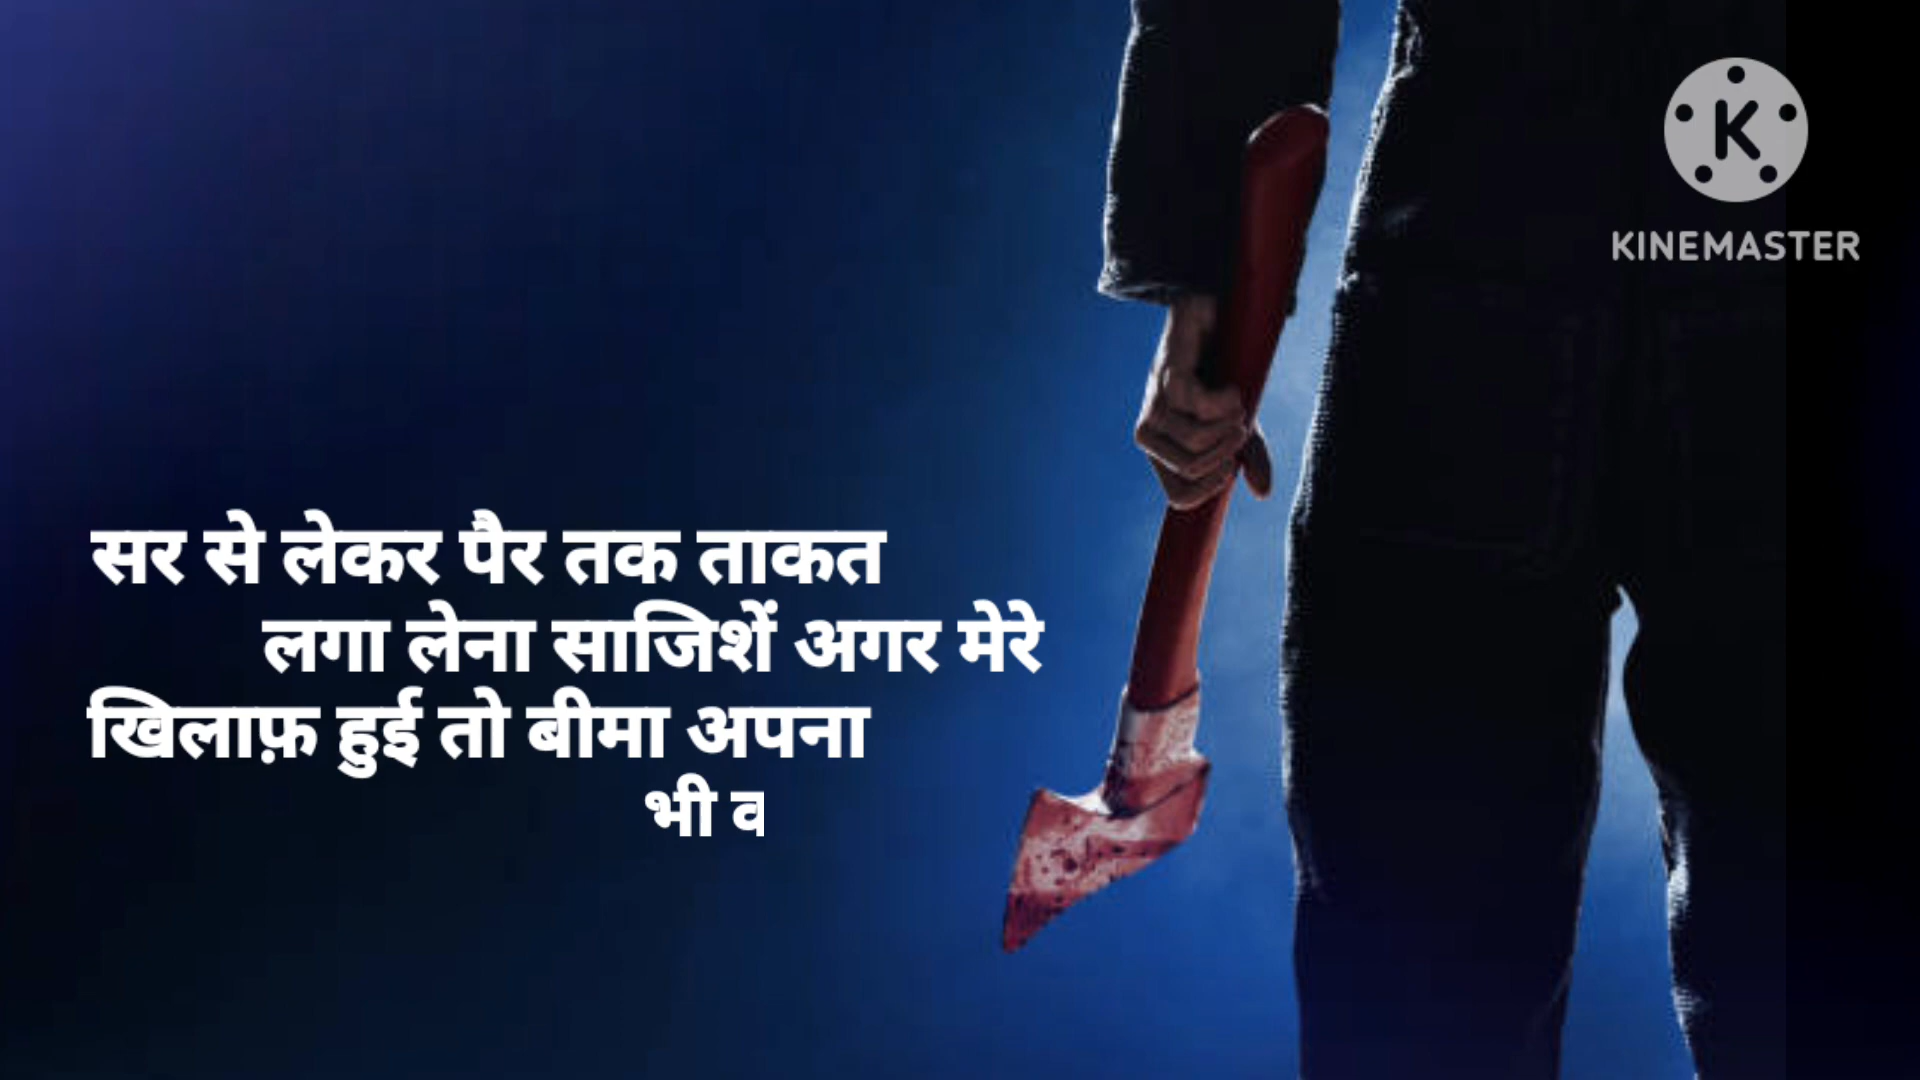 सर से लेकर पैर तक ताकत
लगा लेना साजिशें अगर मेरे
खिलाफ़ हुई तो बीमा अपना
भी
KINEMASTER